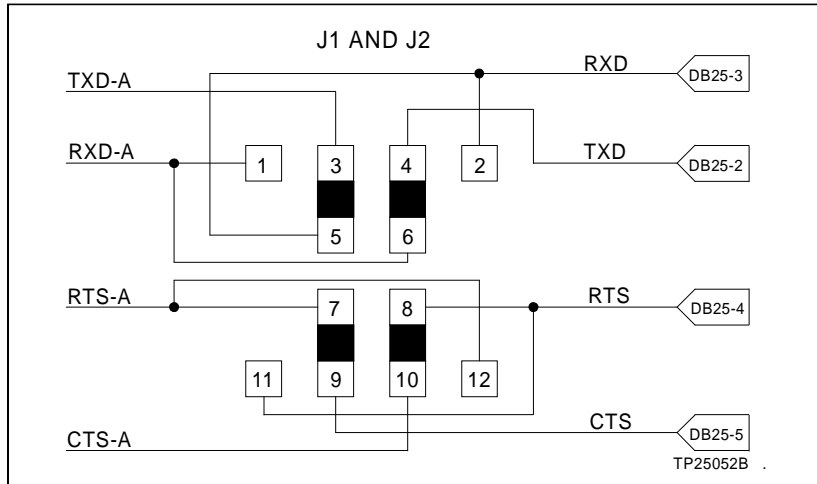 J1 AND J2
RXD
DB25-3
TXD-A
RXD-A
1
3
4
2
TXD
DB25-2
5
6
RTS-A
7
8
RTS
DB25-4
11
9
10
12
CTS-A
CTS
DB25-5
TP25052B .